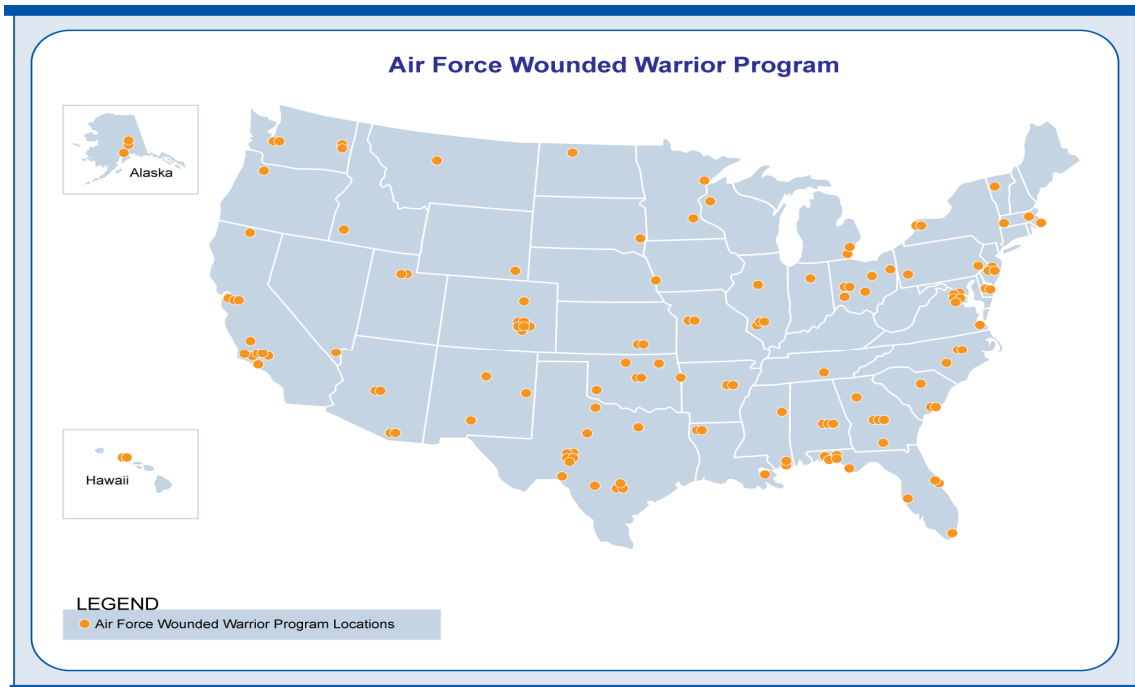 Air Force Wounded Warrior Program
Alaska
Hawaii
LEGEND
Air Force Wounded Warrior Program Locations